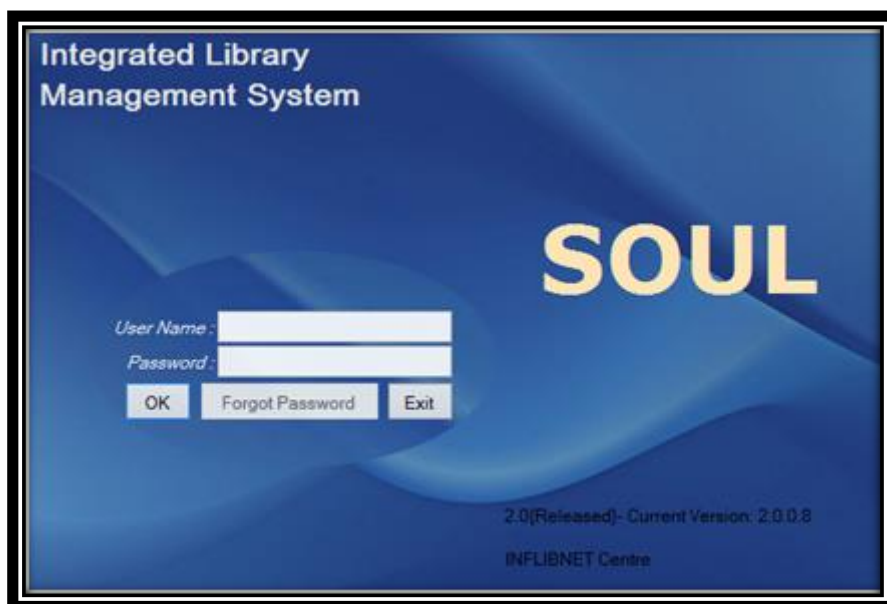 Integrated Library
Management System
SOUL
User Name :
Password :
OK Forgot Password Exit
2.0(Released)- Current Version: 2.0.0.8
INFLIBNET Centre